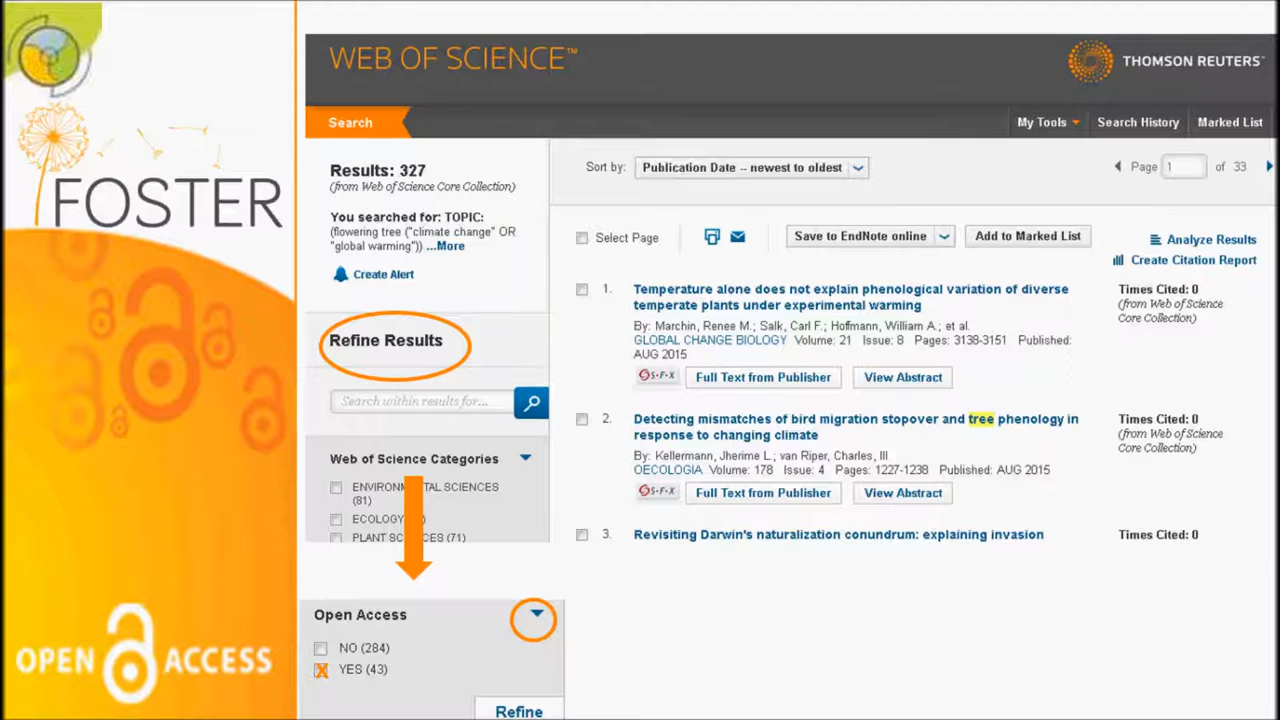 FOSTER
OPEN ACCESS
WEB OF SCIENCE™
THOMSON REUTERS™
Search
My Tools
Search History
Marked List
Results: 327
(from Web of Science Core Collection)
You searched for: TOPIC:
(flowering tree ("climate change" OR
"global warming")) ...More
Create Alert
Refine Results
Search within results for...
Web of Science Categories
ENVIRONMENTAL SCIENCES
(81)
ECOLOGY
PLANT SCIENCES (71)
Open Access
NO (284)
YES (43)
Refine
Sort by: Publication Date -- newest to oldest
Page 1 of 33
Select Page
Save to EndNote online
Add to Marked List
Analyze Results
Create Citation Report
1. Temperature alone does not explain phenological variation of diverse
temperate plants under experimental warming
By: Marchin, Renee M.; Salk, Carl F.; Hoffmann, William A.; et al.
GLOBAL CHANGE BIOLOGY Volume: 21 Issue: 8 Pages: 3138-3151 Published:
AUG 2015
S·F·X Full Text from Publisher View Abstract
Times Cited: 0
(from Web of Science
Core Collection)
2. Detecting mismatches of bird migration stopover and tree phenology in
response to changing climate
By: Kellermann, Jherime L.; van Riper, Charles, III
OECOLOGIA Volume: 178 Issue: 4 Pages: 1227-1238 Published: AUG 2015
S·F·X Full Text from Publisher View Abstract
Times Cited: 0
(from Web of Science
Core Collection)
3. Revisiting Darwin's naturalization conundrum: explaining invasion
Times Cited: 0